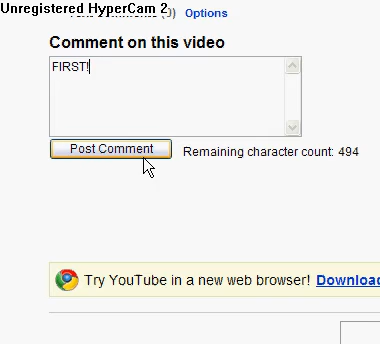 Unregistered HyperCam 2
(0) Options
Comment on this video
FIRST!
Post Comment
Remaining character count: 494
Try YouTube in a new web browser! Download